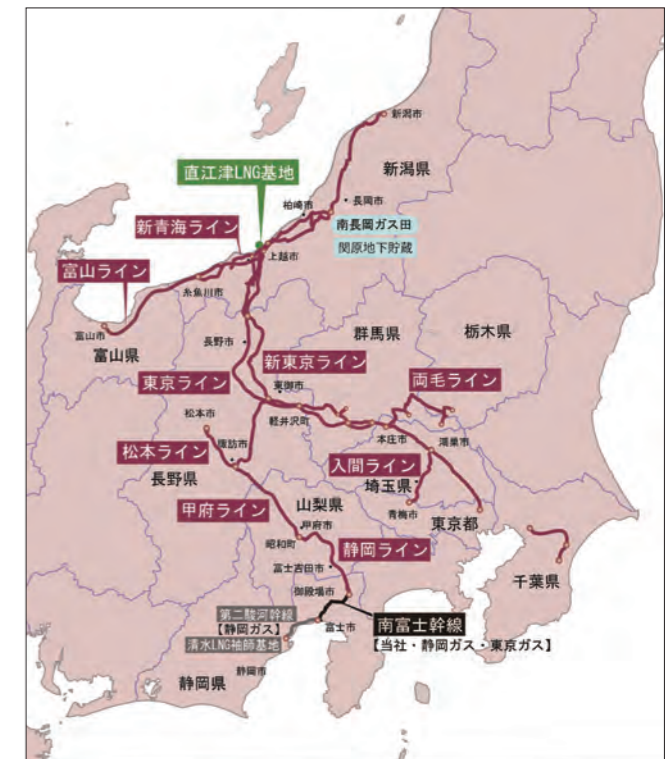 新潟市
新潟県
直江津LNG基地
柏崎市
長岡市
新青海ライン
南長岡ガス田
関原地下貯蔵
上越市
富山ライン
糸魚川市
富山市
富山県
長野市
群馬県
栃木県
新東京ライン
東京ライン
東御市
両毛ライン
松本市
軽井沢町
本庄市
鴻巣市
諏訪市
松本ライン
入間ライン
長野県
埼玉県
甲府ライン
山梨県
青梅市
東京都
甲府市
昭和町
静岡ライン
富士吉田市
千葉県
御殿場市
第二駿河幹線
【静岡ガス】
富士市
南富士幹線
清水LNG袖師基地
【当社・静岡ガス・東京ガス】
静岡市
静岡県